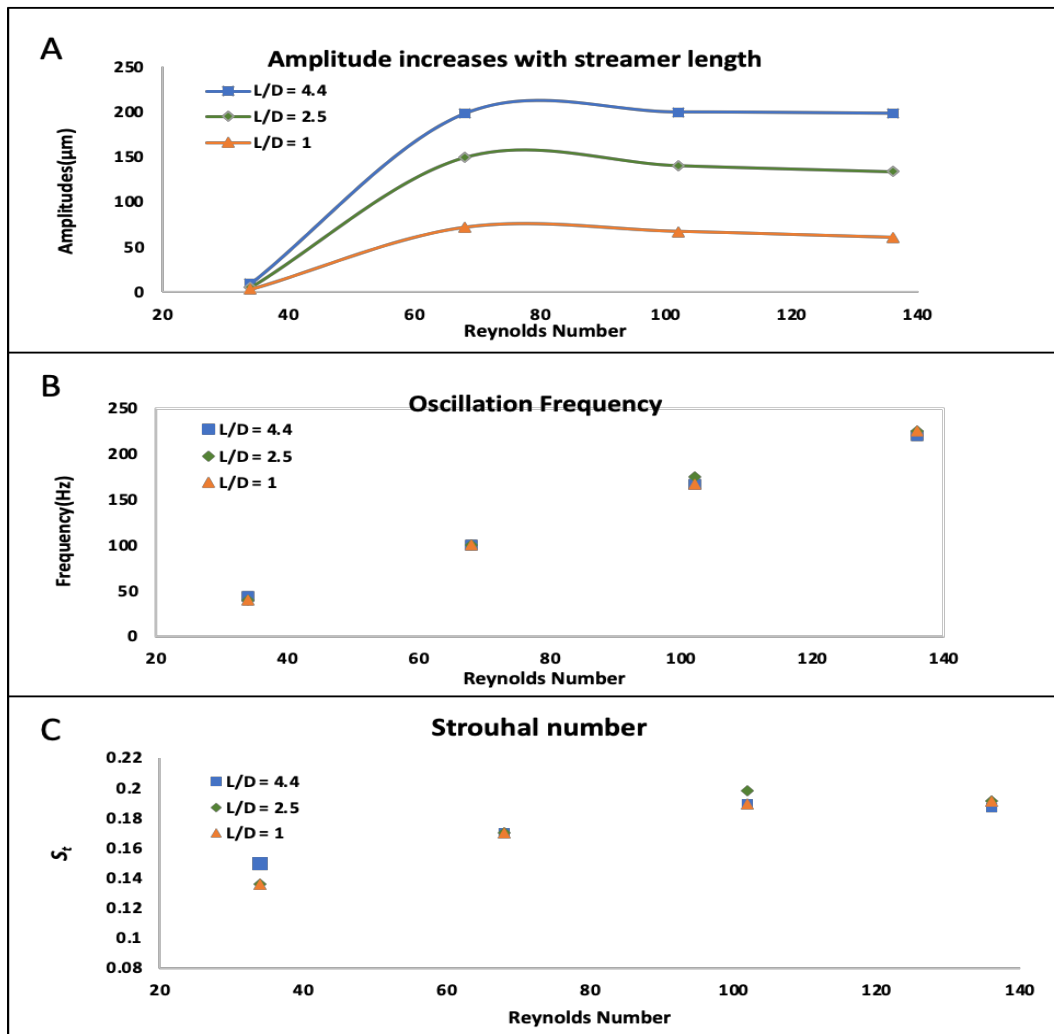 A
Amplitude increases with streamer length
250
200
150
100
50
0
Amplitudes(µm)
L/D = 4.4
L/D = 2.5
L/D = 1
20 40 60 80 100 120 140
Reynolds Number
B
Oscillation Frequency
250
200
150
100
50
0
Frequency(Hz)
L/D = 4.4
L/D = 2.5
L/D = 1
20 40 60 80 100 120 140
Reynolds Number
C
Strouhal number
0.22
0.2
0.18
0.16
0.14
0.12
0.1
0.08
St
L/D = 4.4
L/D = 2.5
L/D = 1
20 40 60 80 100 120 140
Reynolds Number